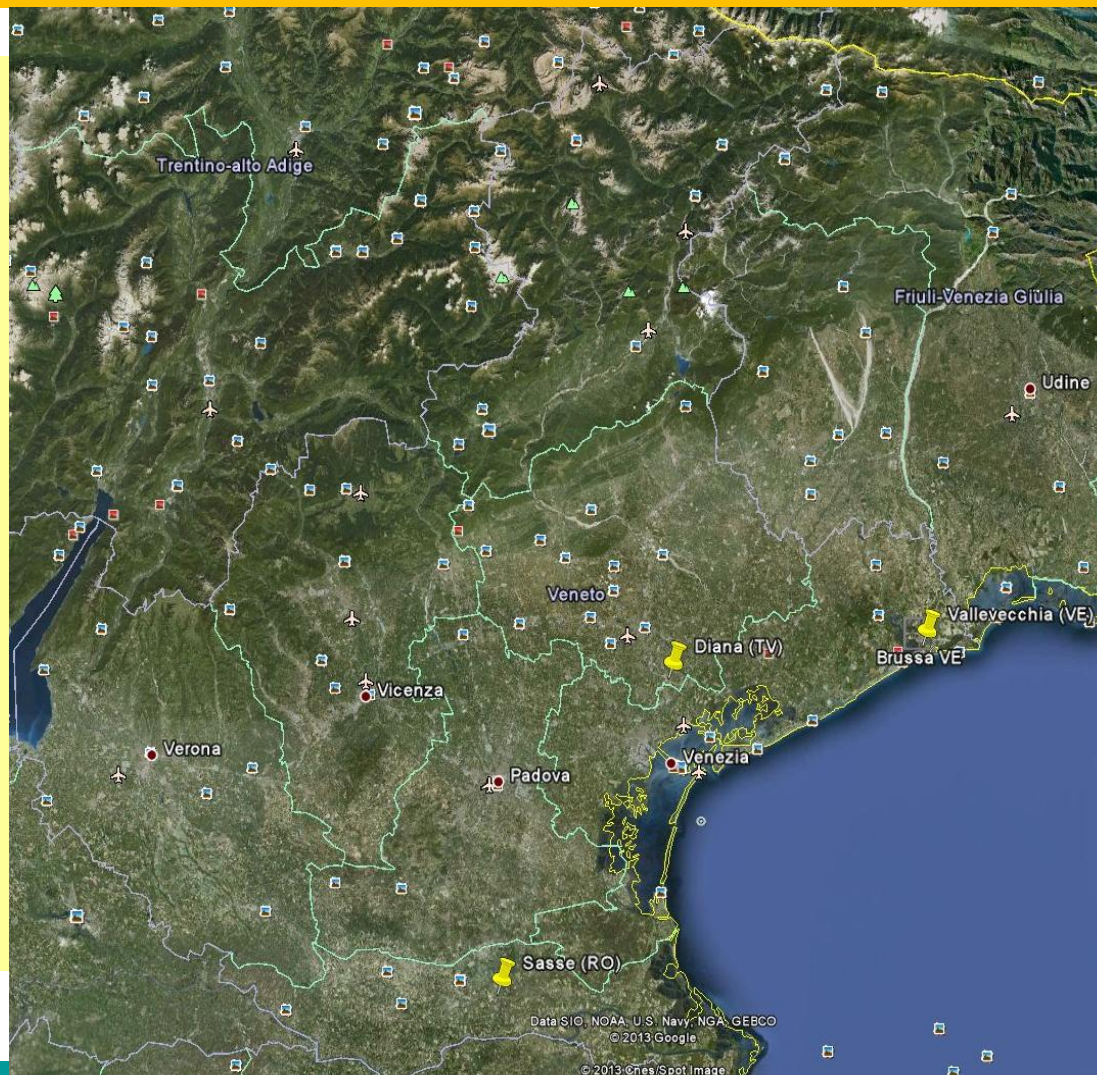 Trentino-alto Adige
Friuli-Venezia Giulia
Udine
Veneto
Vallevecchia (VE)
Diana (TV)
Brussa VE
Vicenza
Verona
Venezia
Padova
Sasse (RO)
Data SIO, NOAA, U.S. Navy, NGA, GEBCO
© 2013 Google
© 2013 Cnes/Spot Image